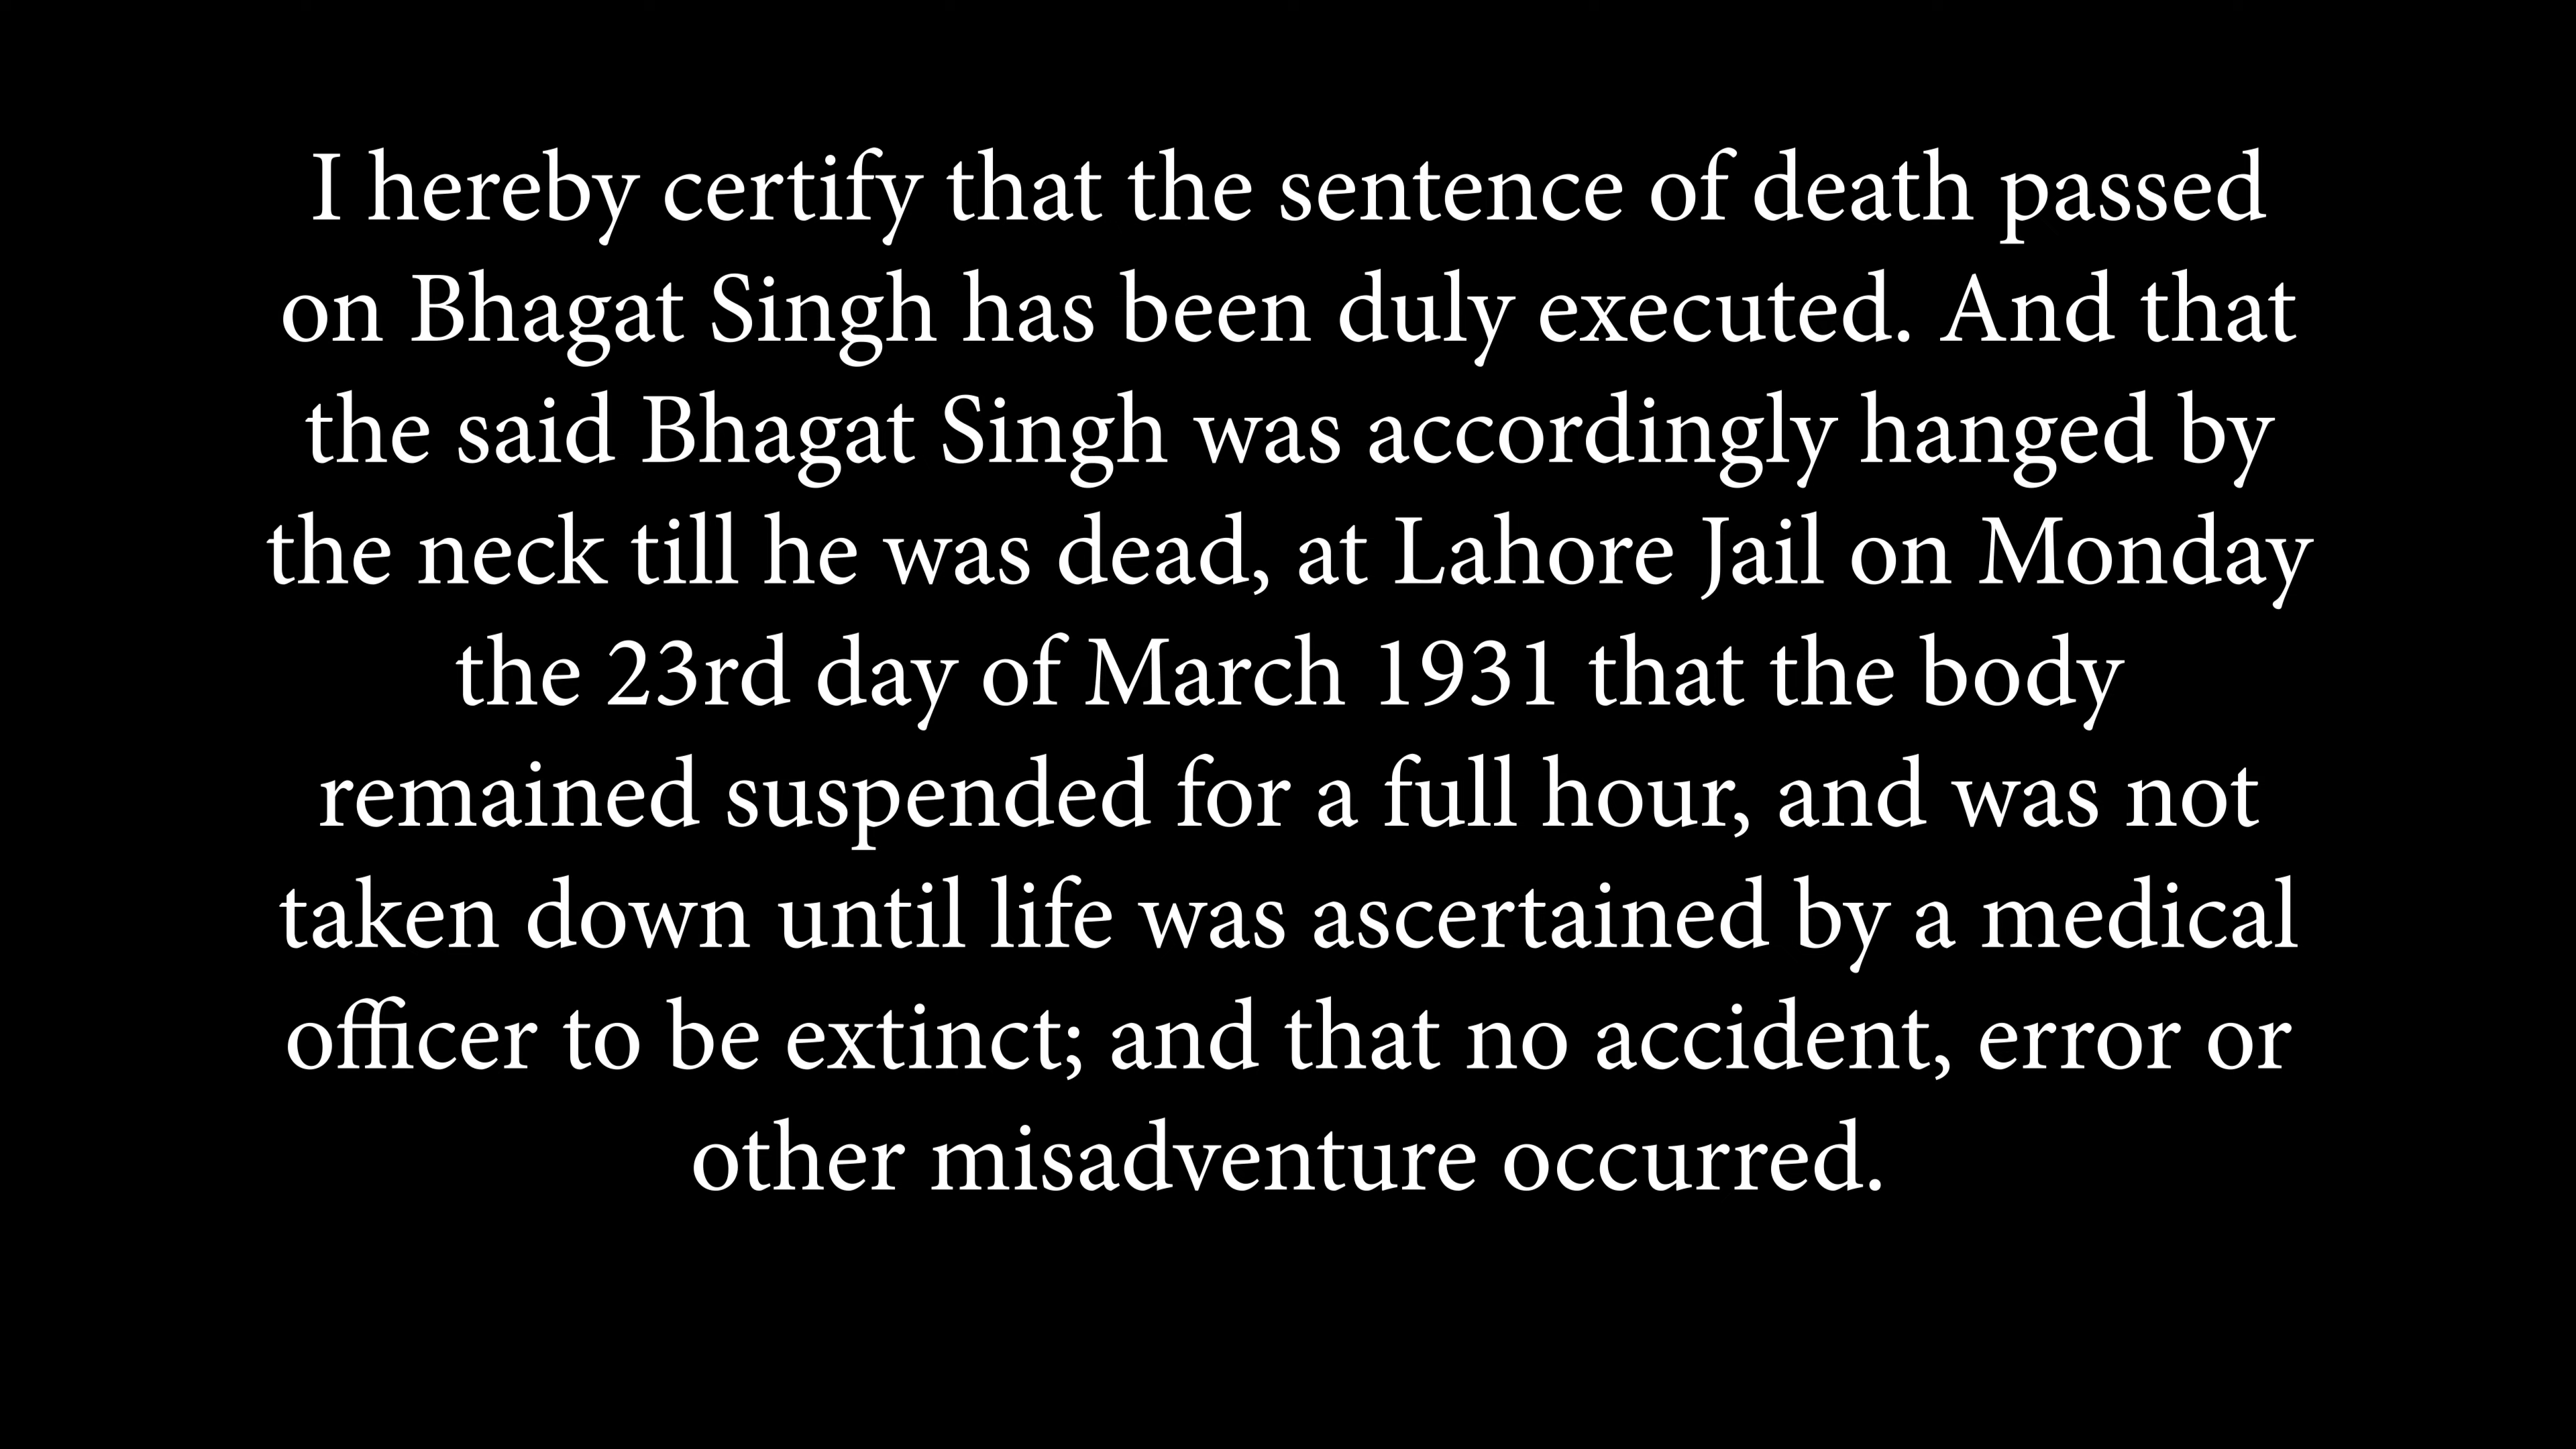 I hereby certify that the sentence of death passed
on Bhagat Singh has been duly executed. And that
the said Bhagat Singh was accordingly hanged by
the neck till he was dead, at Lahore Jail on Monday
the 23rd day of March 1931 that the body
remained suspended for a full hour, and was not
taken down until life was ascertained by a medical
officer to be extinct; and that no accident, error or
other misadventure occurred.